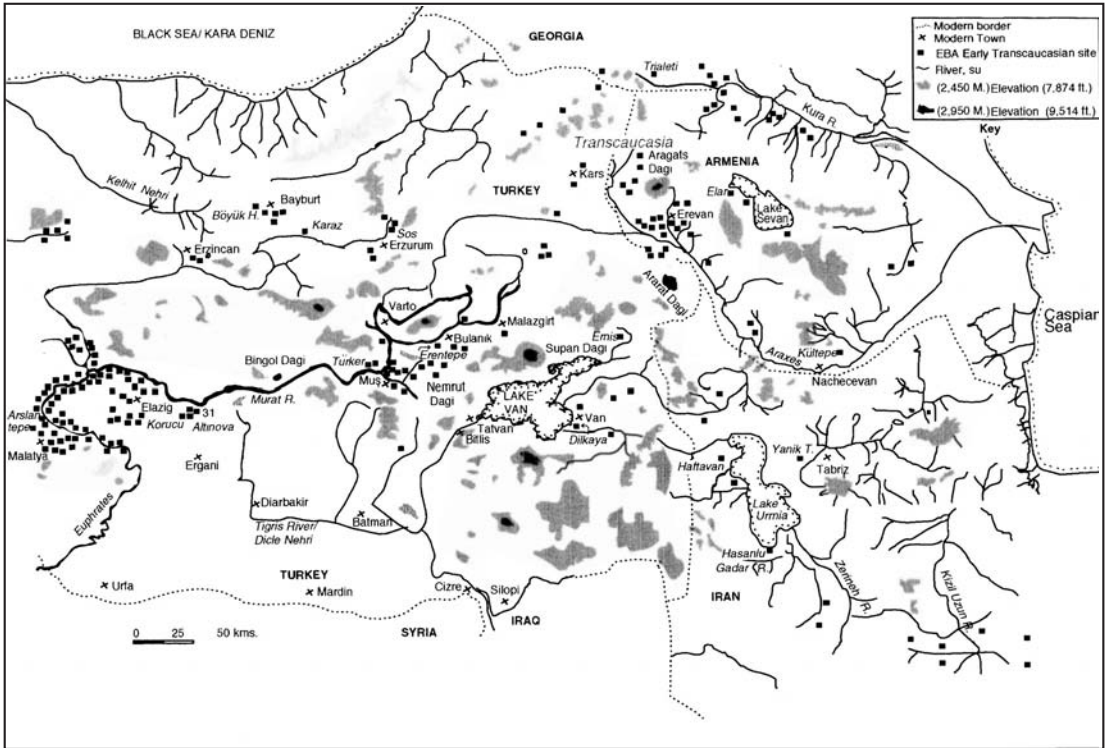 BLACK SEA/ KARA DENIZ
GEORGIA
Modern border
Modern Town
EBA Early Transcaucasian site
River, su
(2,450 M.) Elevation (7,874 ft.)
(2,950 M.) Elevation (9,514 ft.)
Key
Trialeti
Kura R.
Transcaucasia
Aragats
Dagı
ARMENIA
Kars
TURKEY
Elar
Lake
Sevan
Erevan
Kelhit Nehri
Bayburt
Böyük H.
Karaz
Sos
Erzurum
Erzincan
Ararat Dagi
Caspian
Sea
Varto
Malazgirt
Bulanık
Ernis
Supan Dagı
Erentepe
Türker
Bingol Dagi
Muş
Nemrut
Dagi
Murat R.
Araxes
Kültepe
Nachecevan
Arslan
tepe
Elazig
Korucu
31
Altınova
Malatya
LAKE
VAN
Van
Tatvan
Bitlis
Dilkaya
Ergani
Haftavan
Yanik T.
Tabriz
Euphrates
Diarbakir
Batman
Tigris River/
Dicle Nehri
Lake
Urmia
Hasanlu
Gadar (R.)
Zerineh R.
Kizil Uzun R.
TURKEY
Urfa
Mardin
Cizre
Silopi
IRAN
IRAQ
SYRIA
0 25 50 kms.